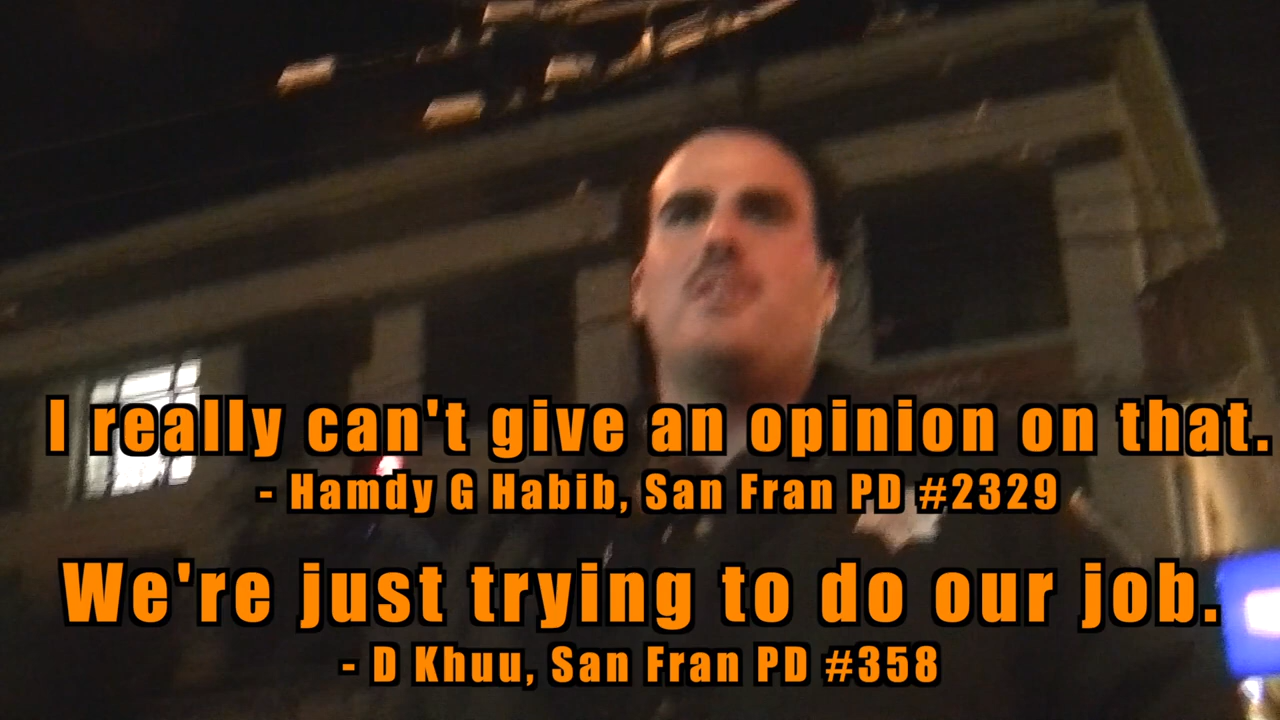 I really can't give an opinion on that.
- Hamdy G Habib, San Fran PD #2329
We're just trying to do our job.
- D Khuu, San Fran PD #358